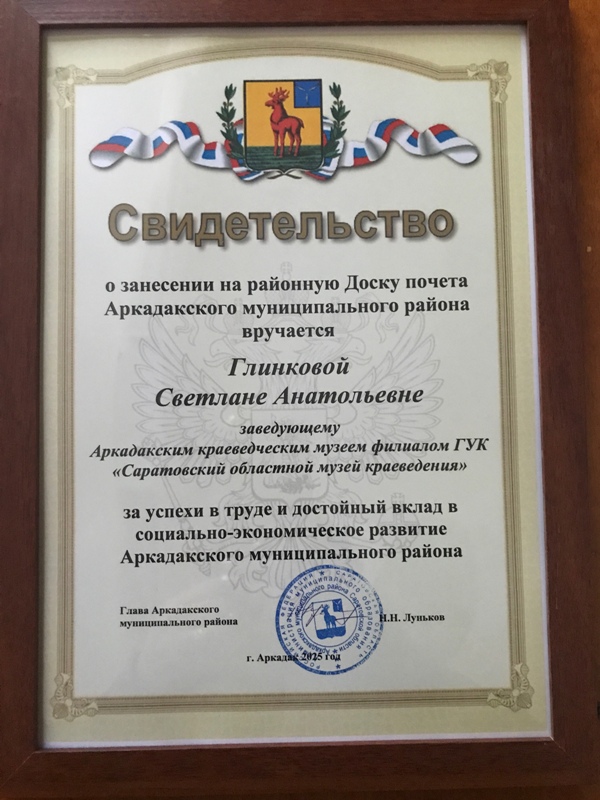 Свидетельство
о занесении на районную Доску почета
Аркадакского муниципального района
вручается
Глинковой
Светлане Анатольевне
заведующему
Аркадакским краеведческим музеем филиалом ГУК
«Саратовский областной музей краеведения»
за успехи в труде и достойный вклад в
социально-экономическое развитие
Аркадакского муниципального района
Глава Аркадакского
муниципального района
Н.Н. Луньков
г. Аркадак 2025 год